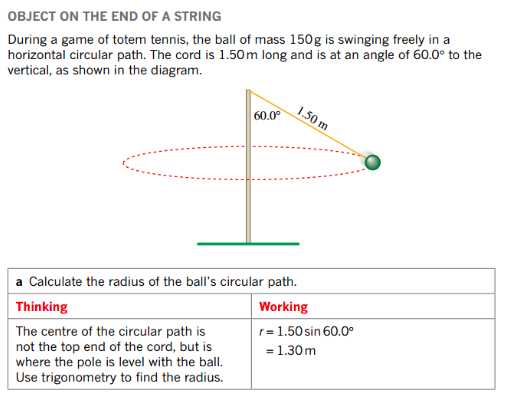 OBJECT ON THE END OF A STRING
During a game of totem tennis, the ball of mass 150 g is swinging freely in a
horizontal circular path. The cord is 1.50 m long and is at an angle of 60.0° to the
vertical, as shown in the diagram.
60.0°
1.50 m
a Calculate the radius of the ball's circular path.
Thinking
Working
The centre of the circular path is
not the top end of the cord, but is
where the pole is level with the ball.
Use trigonometry to find the radius.
r = 1.50 sin 60.0°
= 1.30 m